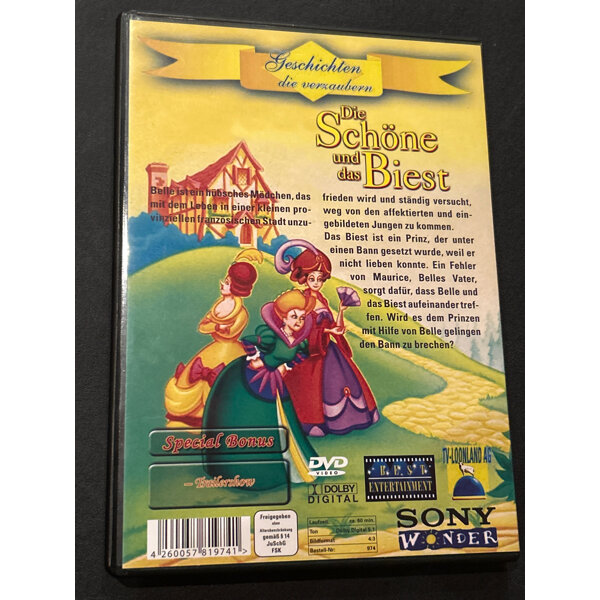 Geschichten
die verzaubern
Die
Schöne
und
das Biest
Belle ist ein hübsches Mädchen, das
mit dem Leben in einer kleinen pro-
vinziellen französischen Stadt unzu-
frieden wird und ständig versucht,
weg von den affektierten und ein-
gebildeten Jungen zu kommen.
Das Biest ist ein Prinz, der unter
einen Bann gesetzt wurde, weil er
nicht lieben konnte. Ein Fehler
von Maurice, Belles Vater,
sorgt dafür, dass Belle und
das Biest aufeinander tref-
fen. Wird es dem Prinzen
mit Hilfe von Belle gelingen
den Bann zu brechen?
Special Bonus
– Trailershow
DVD
VIDEO
DOLBY
DIGITAL
BEST
ENTERTAINMENT
TV-LOONLAND AG
SONY
WONDER
4 260057 819741 >
Freigegeben
ohne
Altersbeschränkung
gemäß § 14
JuSchG
FSK
Laufzeit: ca. 60 min.
Ton Dolby Digital 5.1
Bildformat: 4:3
Bestell-Nr: 974